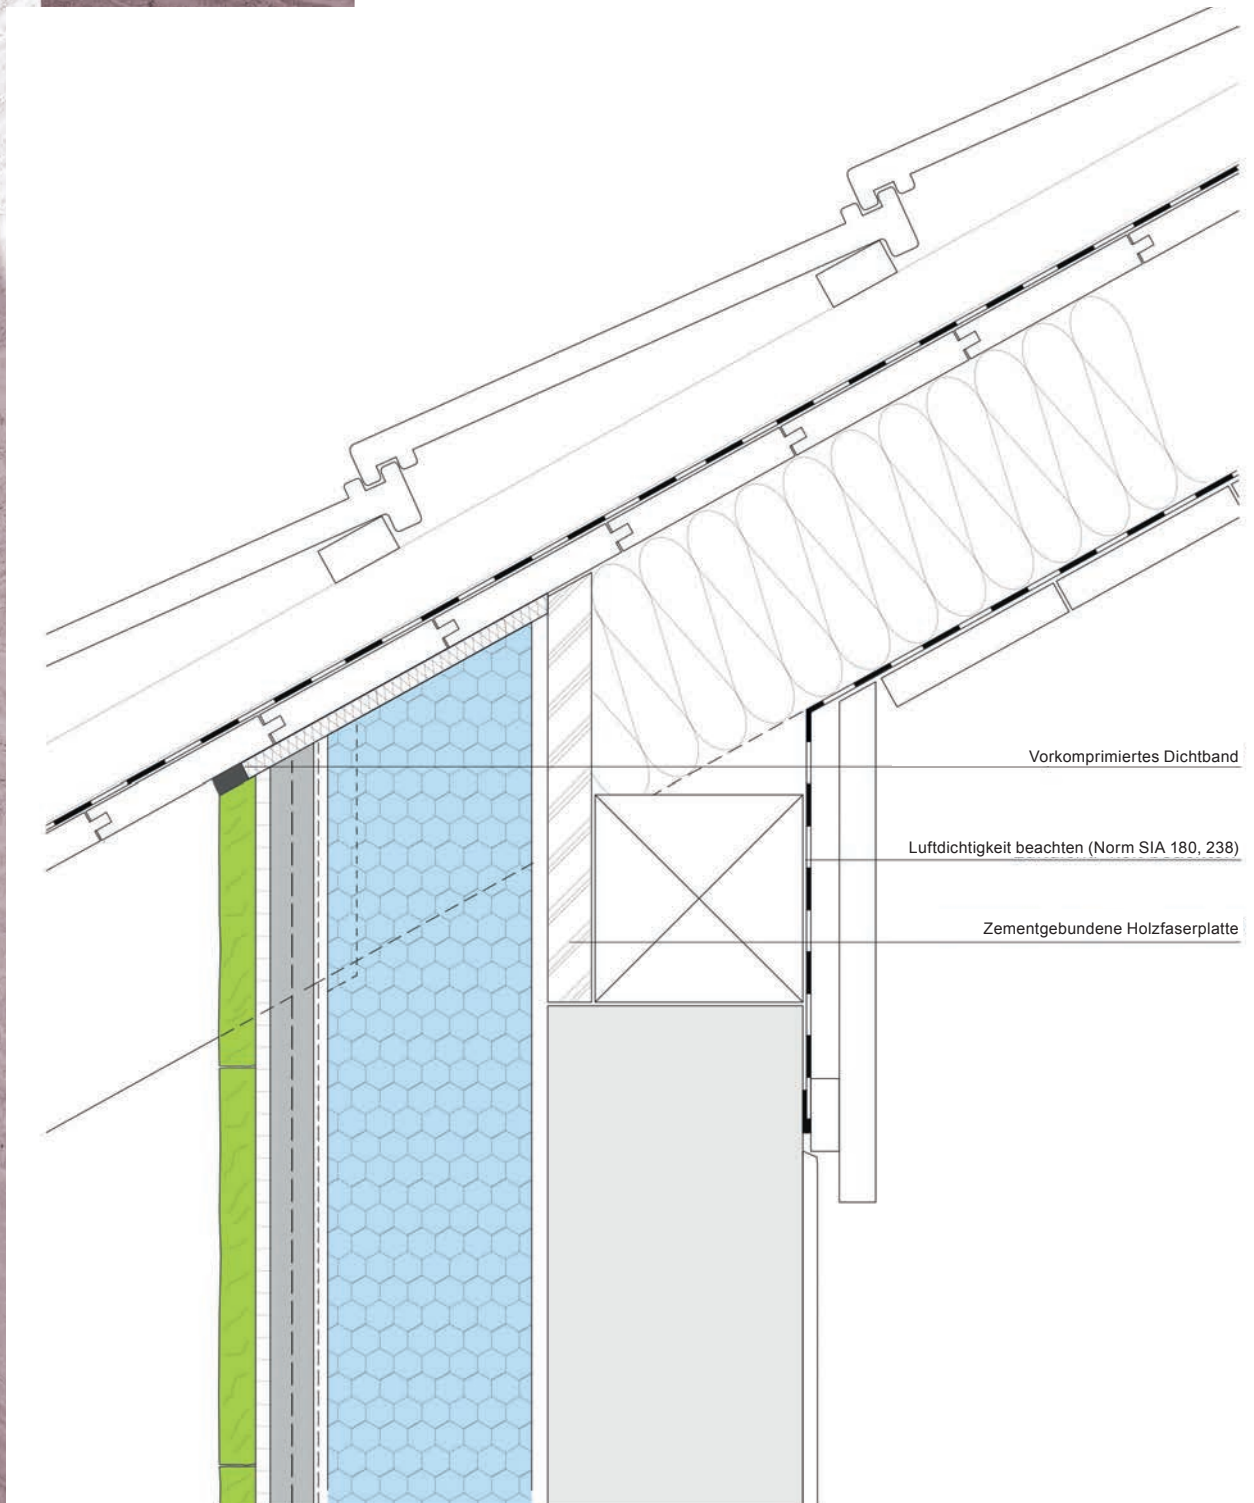 Vorkomprimiertes Dichtband
Luftdichtigkeit beachten (Norm SIA 180, 238)
Zementgebundene Holzfaserplatte